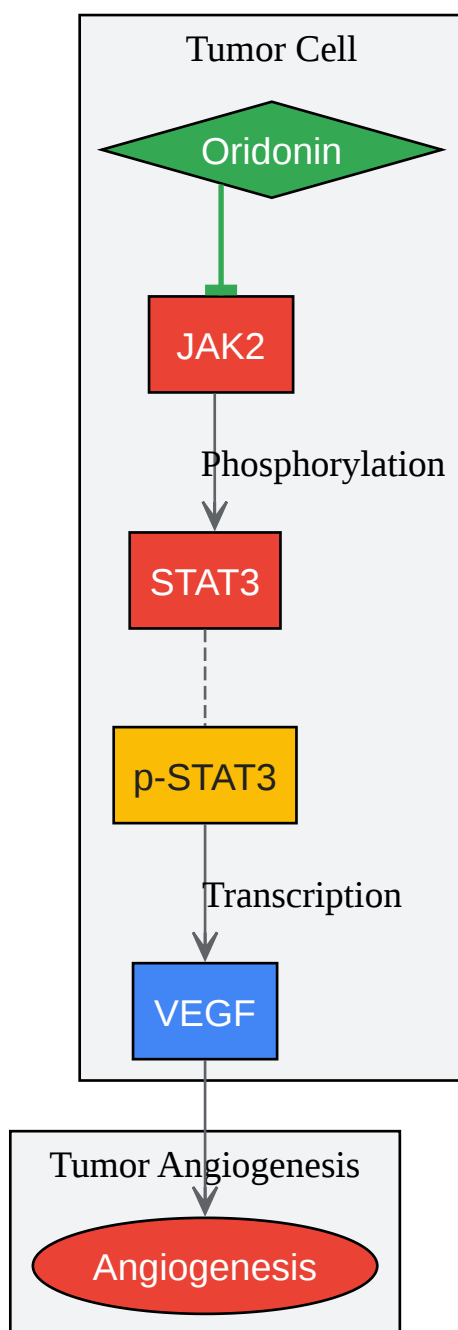 Tumor Cell
Oridonin
JAK2
Phosphorylation
STAT3
p-STAT3
Transcription
VEGF
Tumor Angiogenesis
Angiogenesis